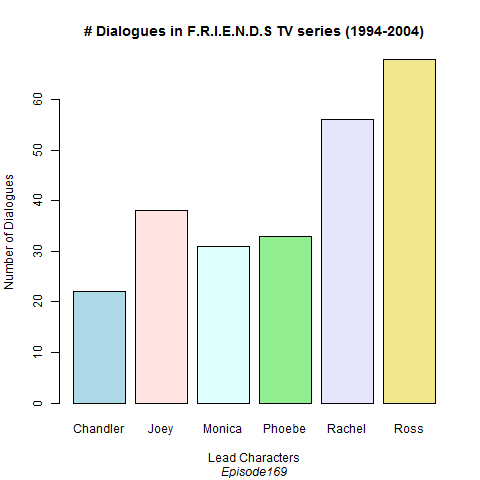 # Dialogues in F.R.I.E.N.D.S TV series (1994-2004)
Number of Dialogues
60
50
40
30
20
10
0
Chandler Joey Monica Phoebe Rachel Ross
Lead Characters
Episode169